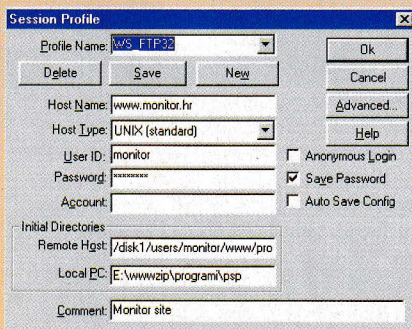 Session Profile
Profile Name: WS_FTP32
Ok
Delete Save New
Cancel
Host Name: www.monitor.hr
Advanced...
Host Type: UNIX (standard)
Help
User ID: monitor
Anonymous Login
Password: ********
Save Password
Account:
Auto Save Config
Initial Directories
Remote Host: /disk1/users/monitor/www/pro
Local PC: E:\wwwzip\programi\psp
Comment: Monitor site